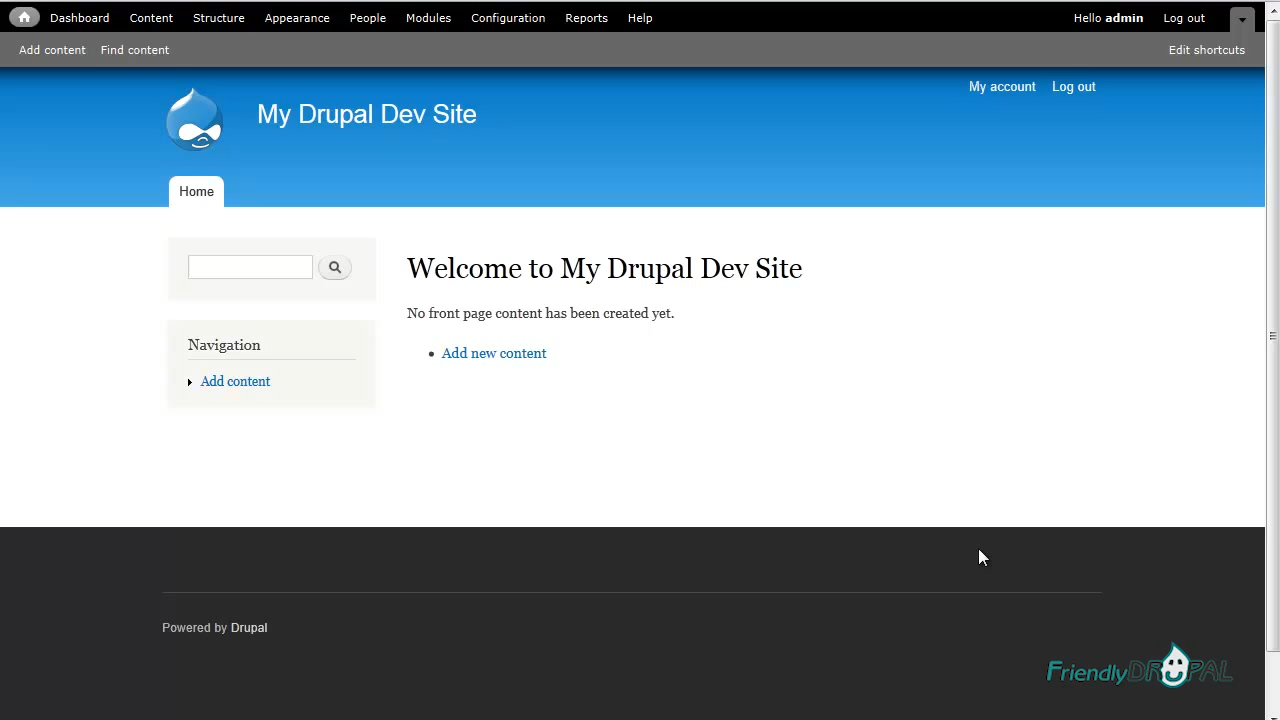 Dashboard Content Structure Appearance People Modules Configuration Reports Help Hello admin Log out
Add content Find content Edit shortcuts
My account Log out
My Drupal Dev Site
Home
Welcome to My Drupal Dev Site
No front page content has been created yet.
Add new content
Navigation
Add content
Powered by Drupal
FriendlyDRUPAL